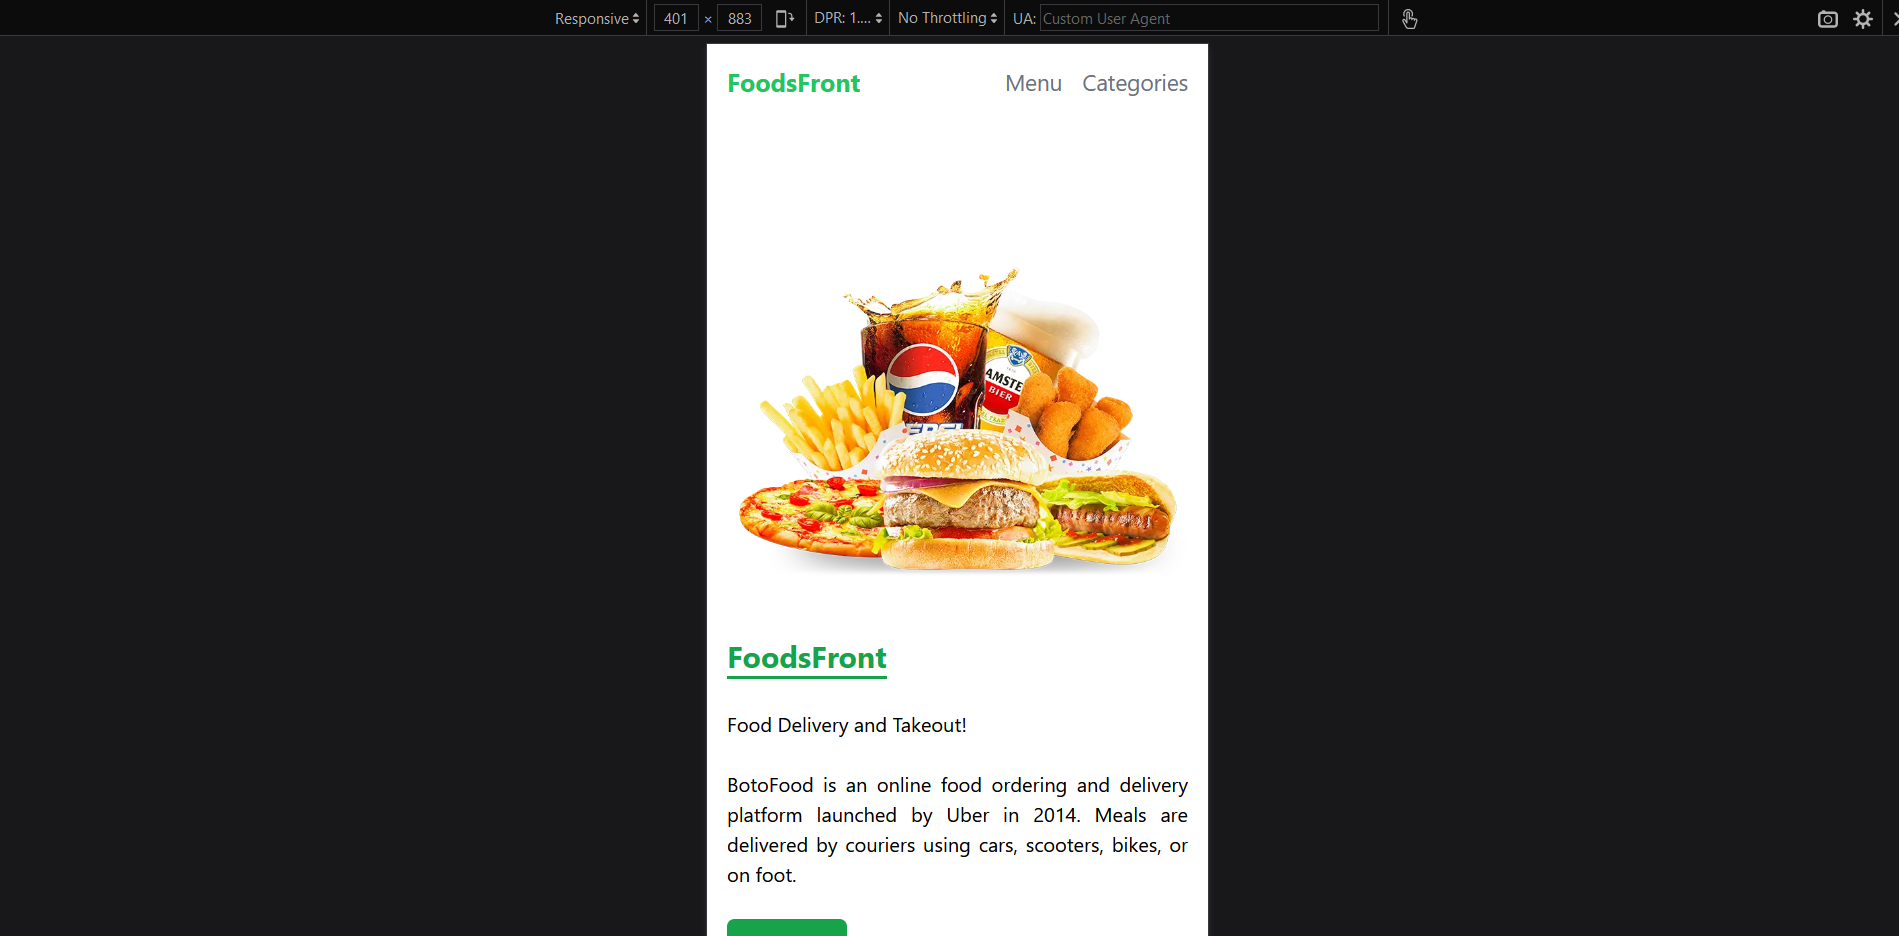 Responsive 401 × 883 DPR: 1.... No Throttling UA: Custom User Agent
FoodsFront Menu Categories
AMSTE
BIER
FoodsFront
Food Delivery and Takeout!
BotoFood is an online food ordering and delivery
platform launched by Uber in 2014. Meals are
delivered by couriers using cars, scooters, bikes, or
on foot.